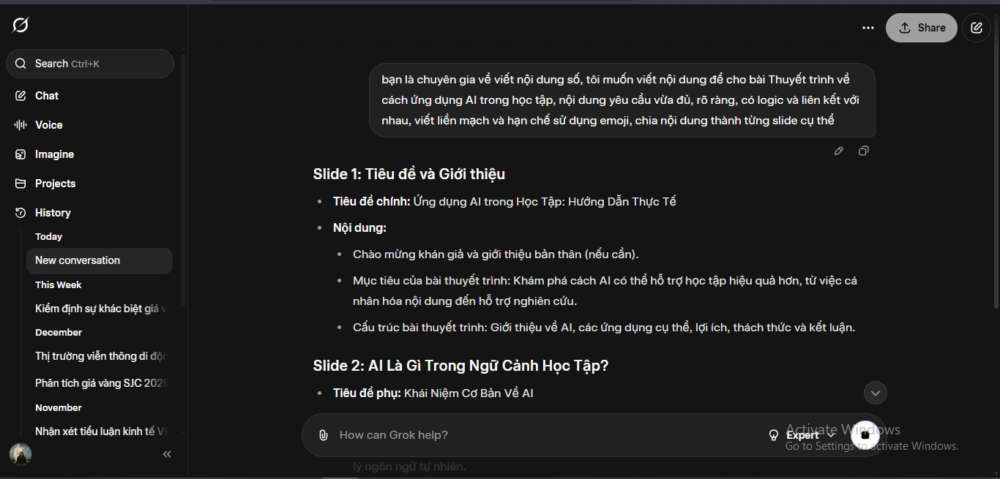 Share
Search Ctrl+K
Chat
Voice
Imagine
Projects
History
Today
New conversation
This Week
Kiểm định sự khác biệt giá
December
Thị trường viễn thông di
Phân tích giá vàng SJC 2025
November
Nhận xét tiểu luận kinh tế
bạn là chuyên gia về viết nội dung số, tôi muốn viết nội dung để cho bài Thuyết trình về
cách ứng dụng AI trong học tập, nội dung yêu cầu vừa đủ, rõ ràng, có logic và liên kết với
nhau, viết liền mạch và hạn chế sử dụng emoji, chia nội dung thành từng slide cụ thể
Slide 1: Tiêu đề và Giới thiệu
Tiêu đề chính: Ứng dụng AI trong Học Tập: Hướng Dẫn Thực Tế
Nội dung:
Chào mừng khán giả và giới thiệu bản thân (nếu cần).
Mục tiêu của bài thuyết trình: Khám phá cách AI có thể hỗ trợ học tập hiệu quả hơn, từ việc cá
nhân hóa nội dung đến hỗ trợ nghiên cứu.
Cấu trúc bài thuyết trình: Giới thiệu về AI, các ứng dụng cụ thể, lợi ích, thách thức và kết luận.
Slide 2: AI Là Gì Trong Ngữ Cảnh Học Tập?
Tiêu đề phụ: Khái Niệm Cơ Bản Về AI
How can Grok help?
Expert
Activate Windows
Go to Settings to activate Windows.
lý ngôn ngữ tự nhiên.